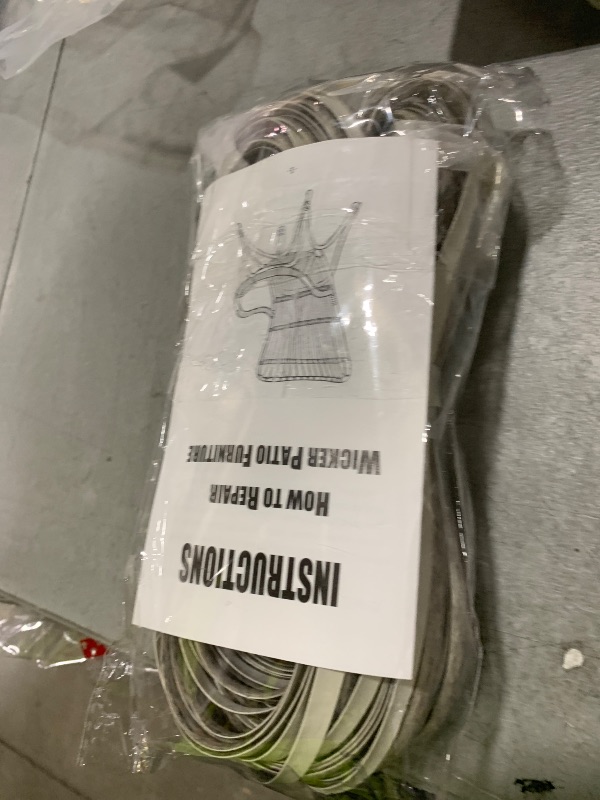 INSTRUCTIONS
HOW TO REPAIR
WICKER PATIO FURNITURE